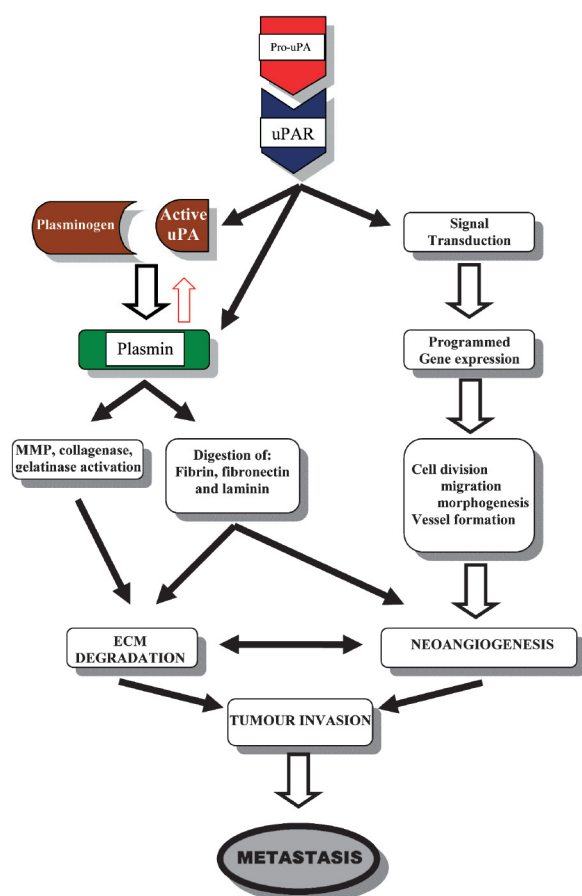 Pro-uPA
uPAR
Plasminogen
Active
uPA
Signal
Transduction
Plasmin
Programmed
Gene expression
MMP, collagenase,
gelatinase activation
Digestion of:
Fibrin, fibronectin
and laminin
Cell division
migration
morphogenesis
Vessel formation
ECM
DEGRADATION
NEOANGIOGENESIS
TUMOUR INVASION
METASTASIS